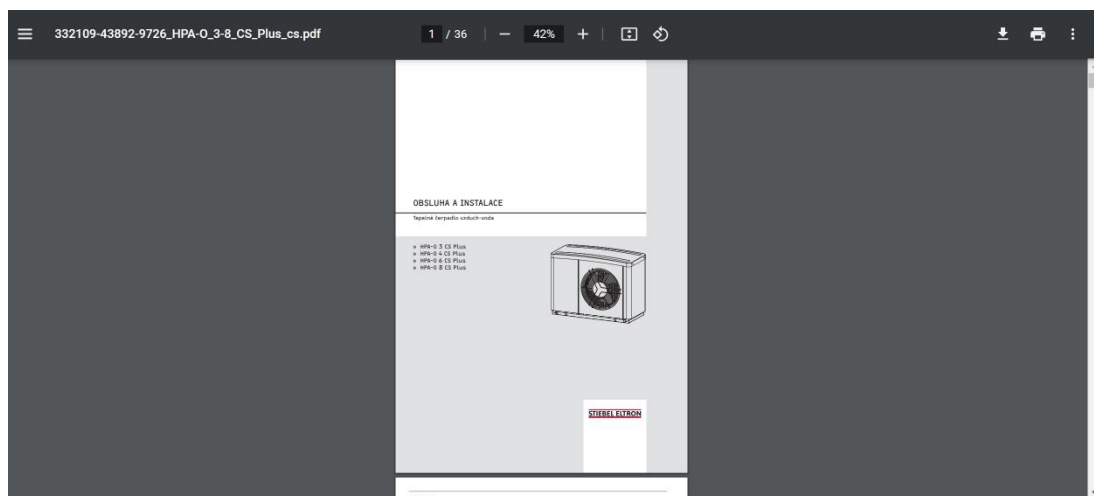 332109-43892-9726_HPA-O_3-8_CS_Plus_cs.pdf
1 / 36
42%
OBSLUHA A INSTALACE
Tepelné čerpadlo vzduch-voda
» HPA-O 3 CS Plus
» HPA-O 4 CS Plus
» HPA-O 6 CS Plus
» HPA-O 8 CS Plus
STIEBEL ELTRON